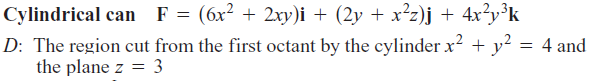 Cylindrical can F = (6x² + 2xy)i + (2y + x²z)j + 4x²y³k
D: The region cut from the first octant by the cylinder x² + y² = 4 and
the plane z = 3